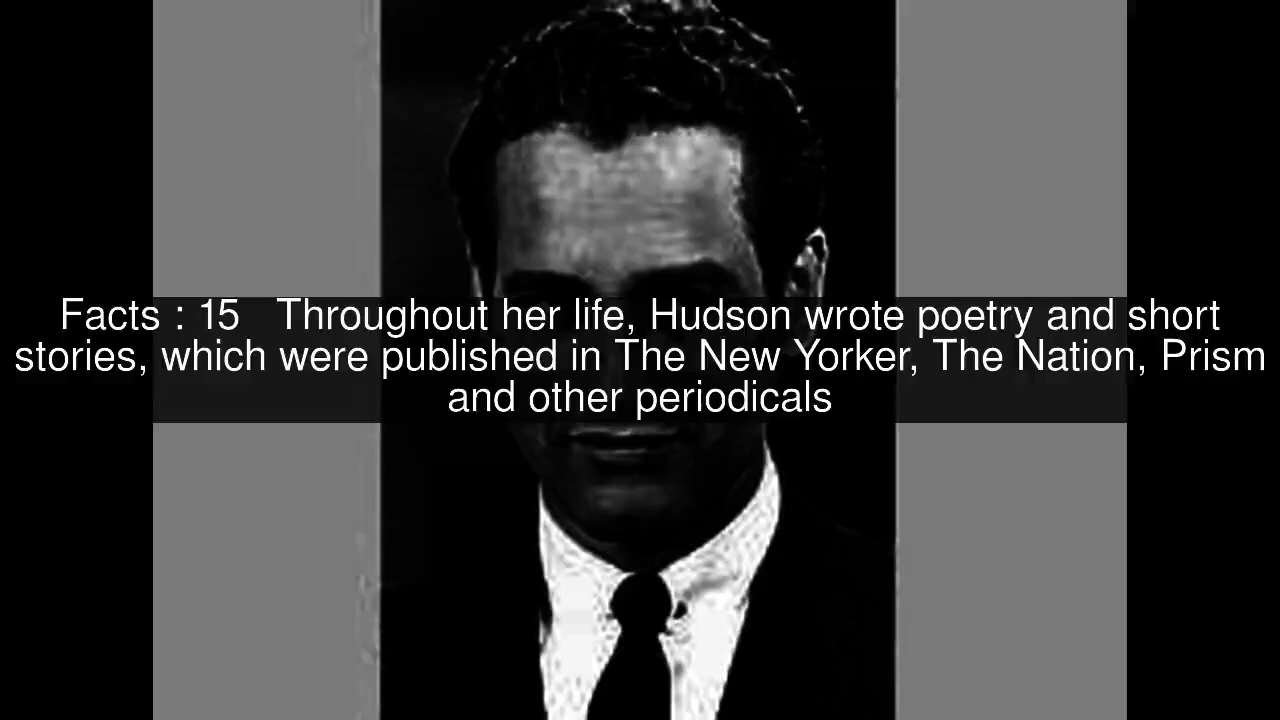 Facts : 15   Throughout her life, Hudson wrote poetry and short
stories, which were published in The New Yorker, The Nation, Prism
and other periodicals